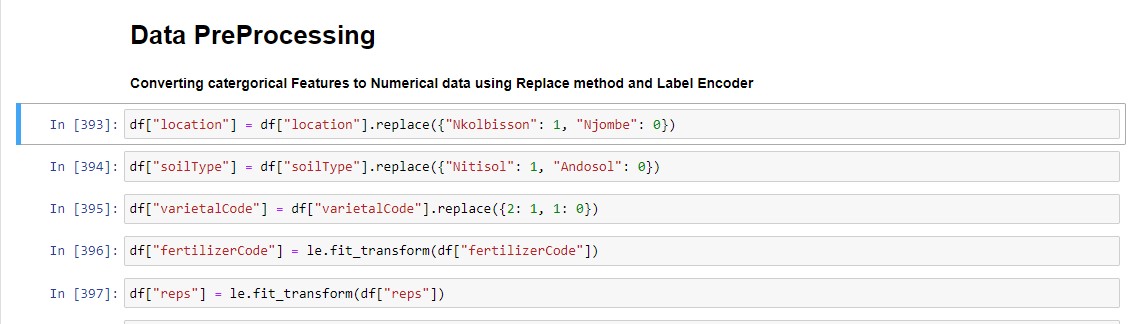 Data PreProcessing
Converting catergorical Features to Numerical data using Replace method and Label Encoder
In [393]: df["location"] = df["location"].replace({"Nkolbisson": 1, "Njombe": 0})
In [394]: df["soilType"] = df["soilType"].replace({"Nitisol": 1, "Andosol": 0})
In [395]: df["varietalCode"] = df["varietalCode"].replace({2: 1, 1: 0})
In [396]: df["fertilizerCode"] = le.fit_transform(df["fertilizerCode"])
In [397]: df["reps"] = le.fit_transform(df["reps"])